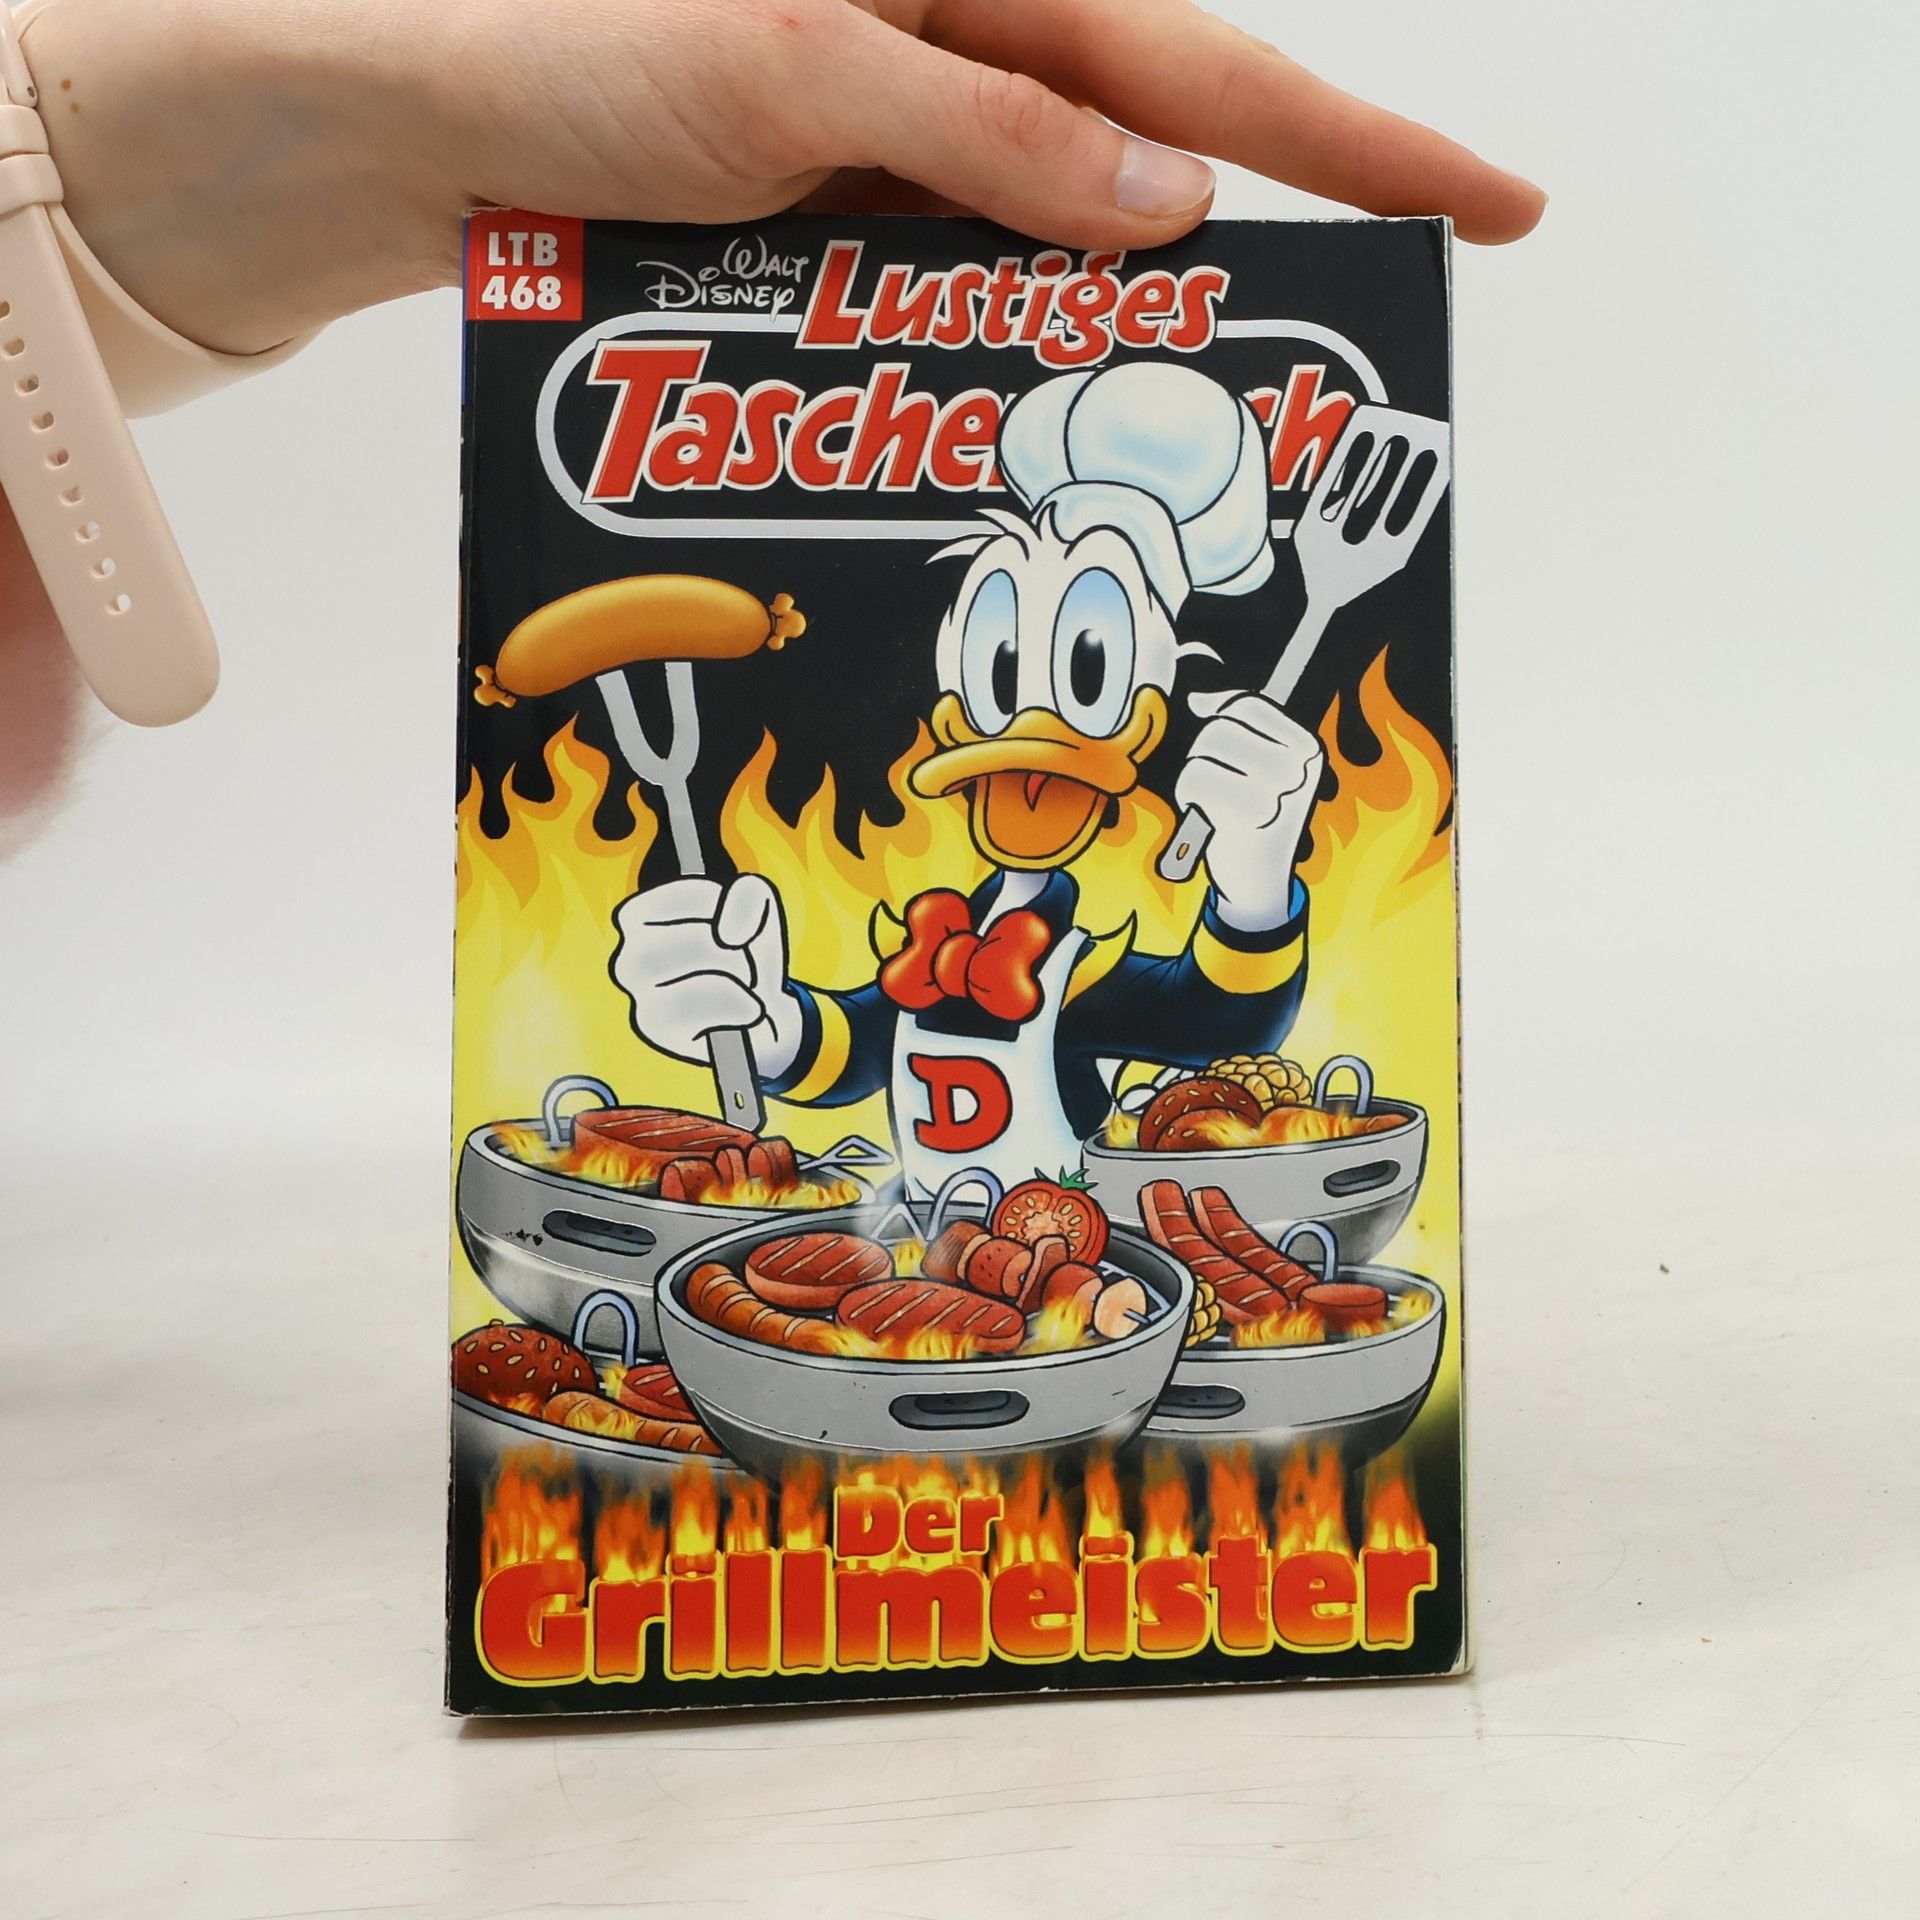 LTB
468
Walt
Disney
Lustiges
D
Der
Grillmeister